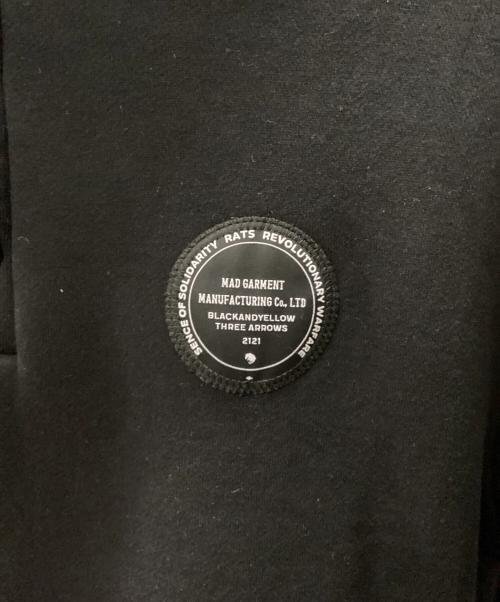 SENCE OF SOLIDARITY RATS REVOLUTIONARY WARFARE
MAD GARMENT
MANUFACTURING Co., LTD
BLACKANDYELLOW
THREE ARROWS
2121